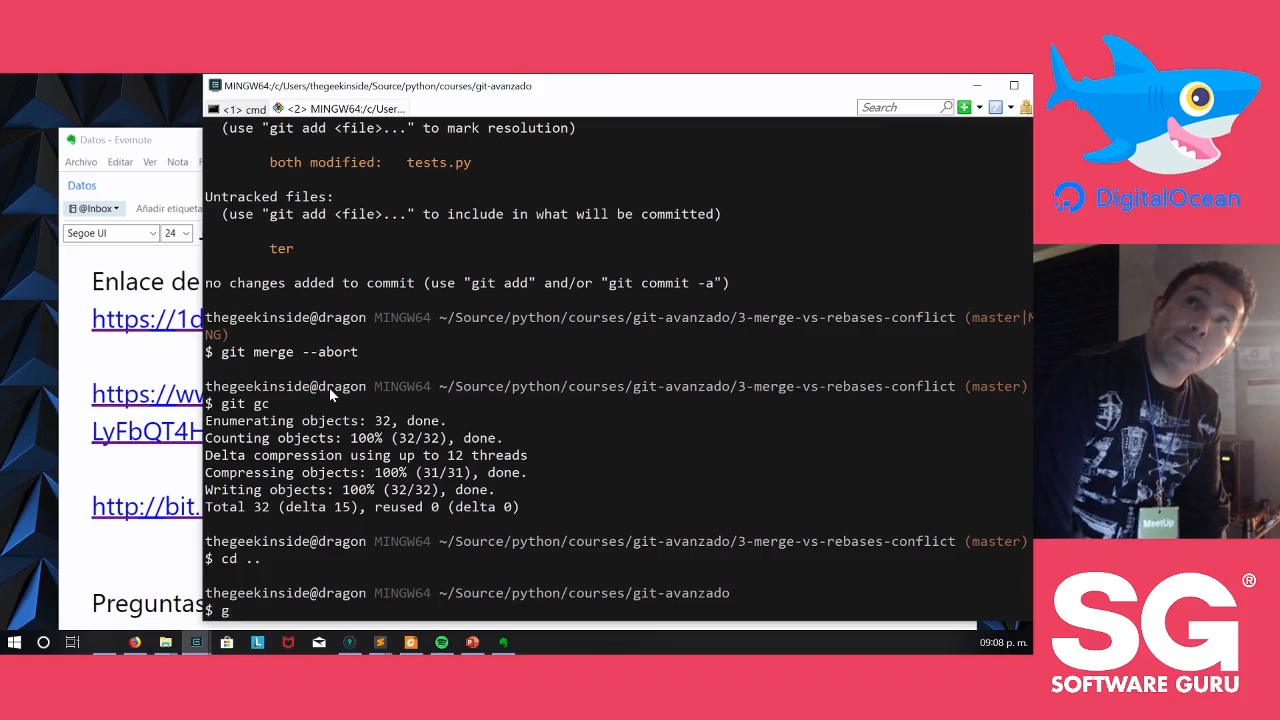 MINGW64:/c/Users/thegeekinside/Source/python/courses/git-avanzado
<1> cmd
<2> MINGW64:/c/User...
Search
(use "git add <file>..." to mark resolution)
both modified:   tests.py
Untracked files:
(use "git add <file>..." to include in what will be committed)
ter
no changes added to commit (use "git add" and/or "git commit -a")
thegeekinside@dragon MINGW64 ~/Source/python/courses/git-avanzado/3-merge-vs-rebases-conflict (master|M
NG)
$ git merge --abort
thegeekinside@dragon MINGW64 ~/Source/python/courses/git-avanzado/3-merge-vs-rebases-conflict (master)
$ git gc
Enumerating objects: 32, done.
Counting objects: 100% (32/32), done.
Delta compression using up to 12 threads
Compressing objects: 100% (31/31), done.
Writing objects: 100% (32/32), done.
Total 32 (delta 15), reused 0 (delta 0)
thegeekinside@dragon MINGW64 ~/Source/python/courses/git-avanzado/3-merge-vs-rebases-conflict (master)
$ cd ..
thegeekinside@dragon MINGW64 ~/Source/python/courses/git-avanzado
$ g
Datos - Evernote
Archivo Editar Ver Nota
Datos
@Inbox
Añadir etiqueta
Segoe UI
24
Enlace de
https://1d
https://ww
LyFbQT4H
http://bit.
Preguntas
09:08 p. m.
DigitalOcean
MeetUp
SG®
SOFTWARE GURU